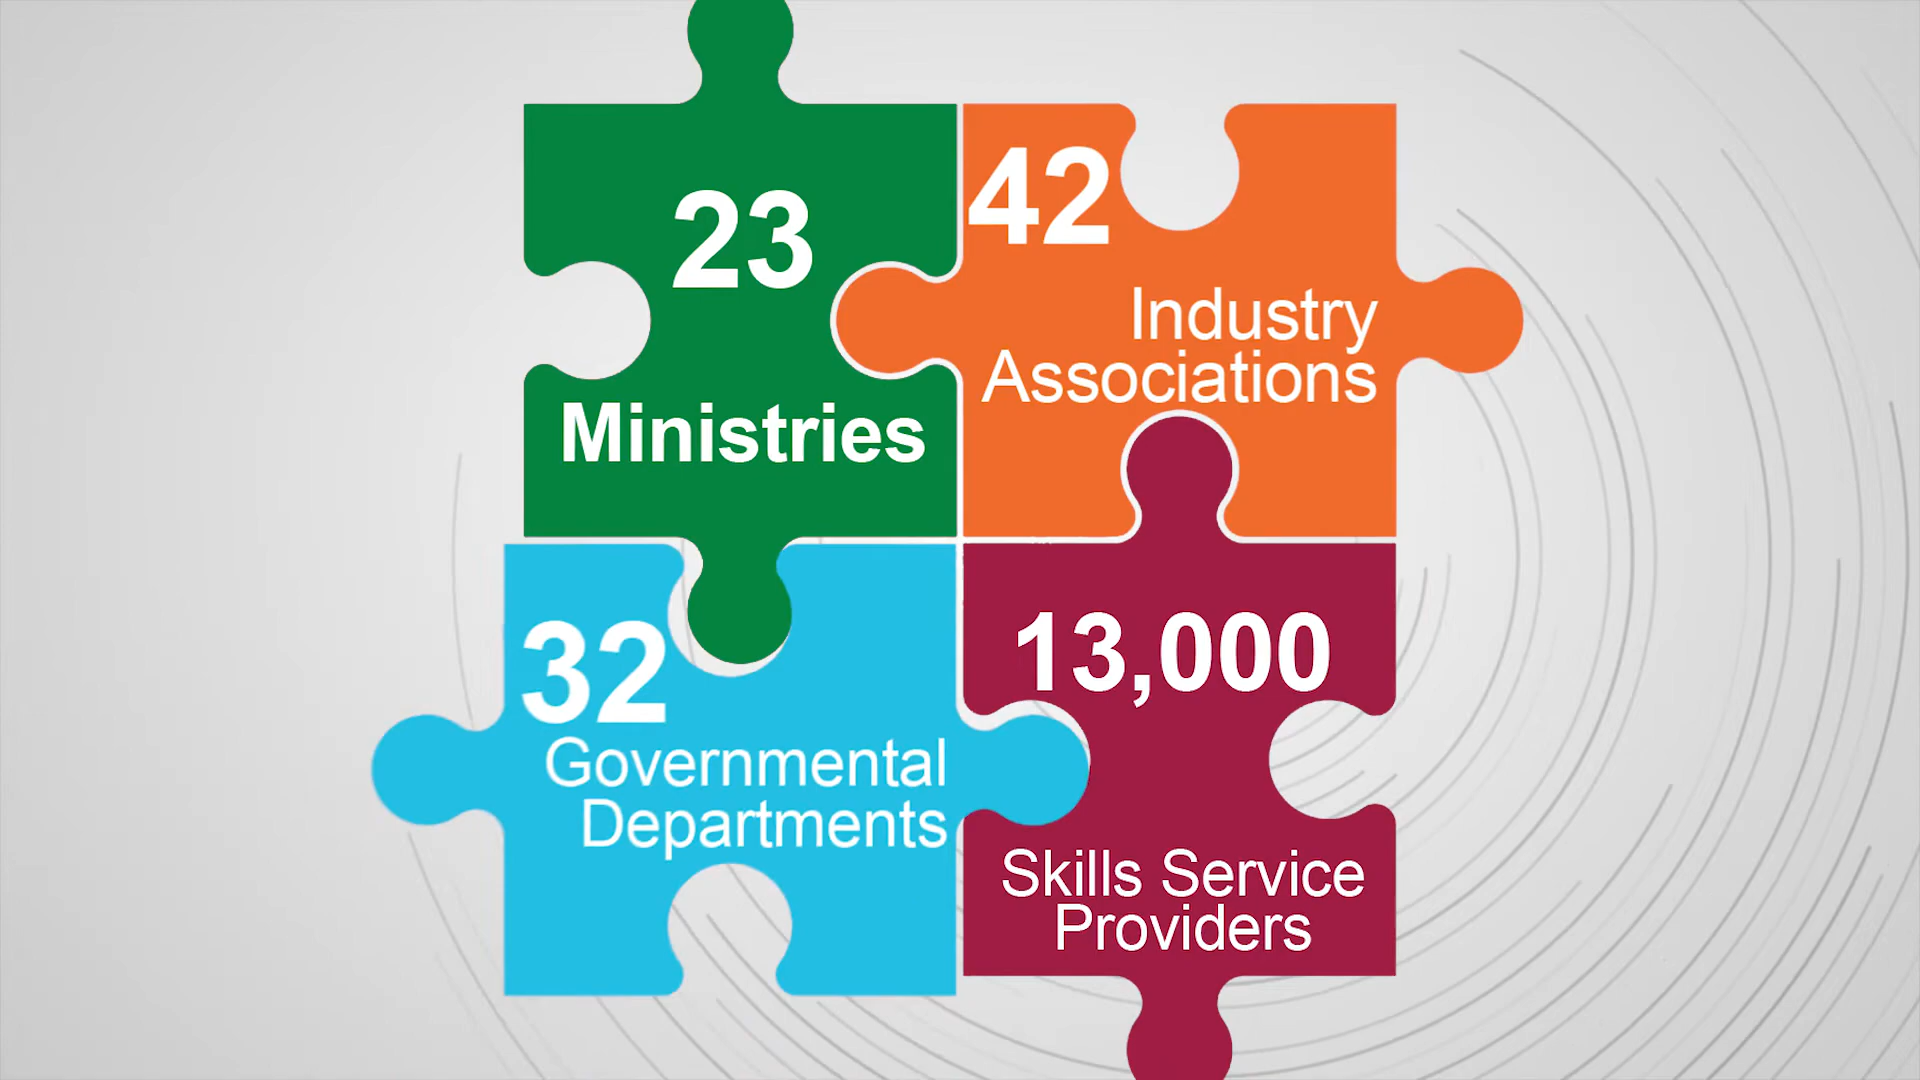 23
Ministries
42
Industry
Associations
32
Governmental
Departments
13,000
Skills Service
Providers